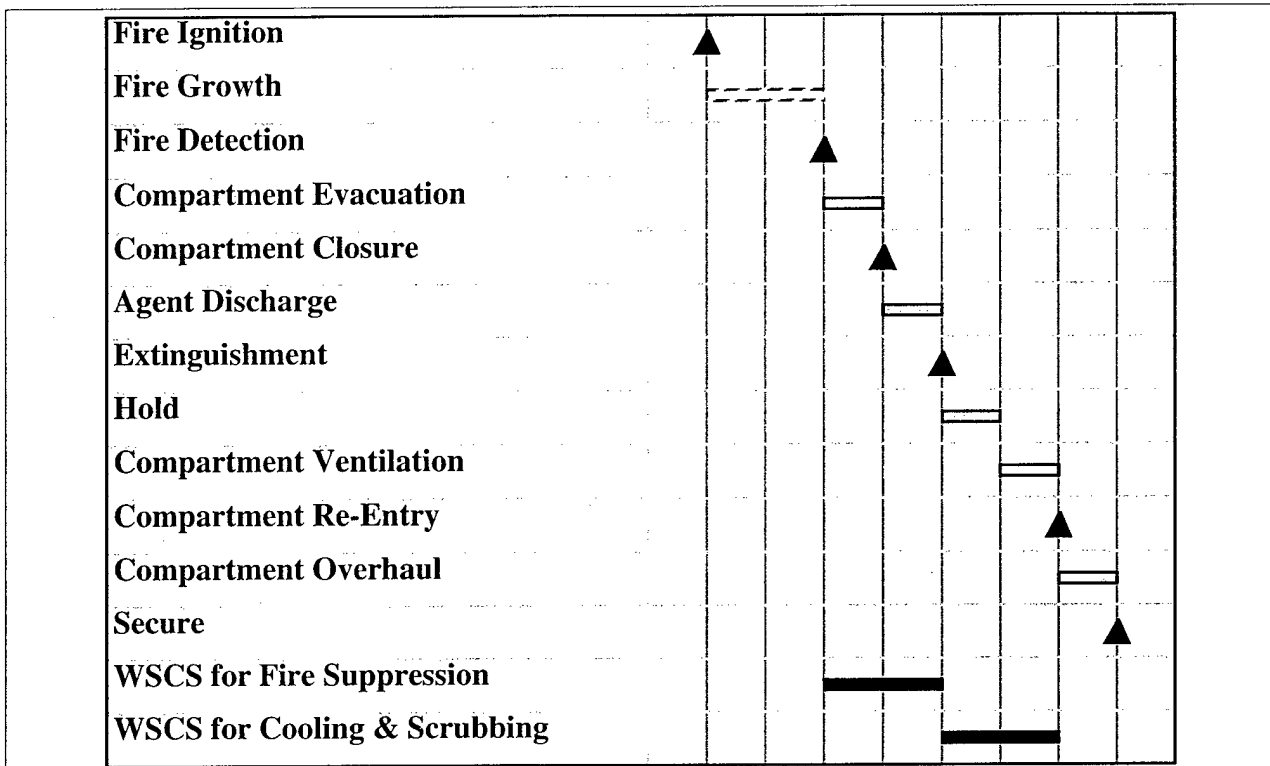 Fire Ignition
Fire Growth
Fire Detection
Compartment Evacuation
Compartment Closure
Agent Discharge
Extinguishment
Hold
Compartment Ventilation
Compartment Re-Entry
Compartment Overhaul
Secure
WSCS for Fire Suppression
WSCS for Cooling & Scrubbing